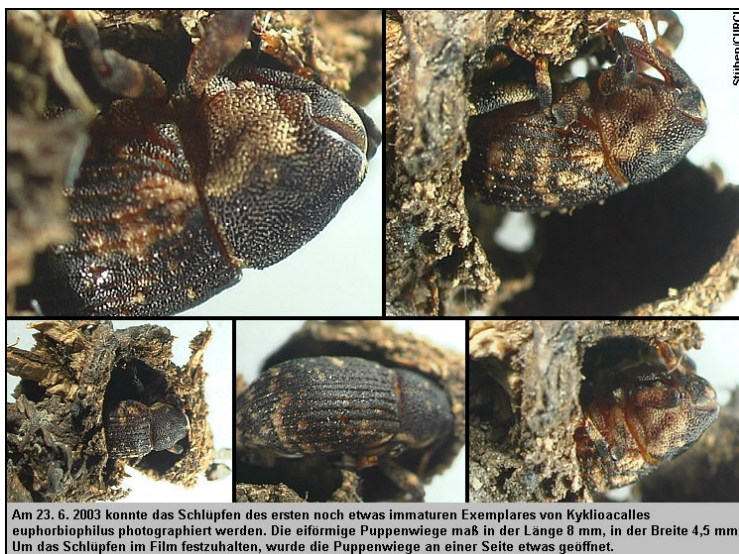 Stüben/CURCI
Am 23. 6. 2003 konnte das Schlüpfen des ersten noch etwas immaturen Exemplares von Kyklioacalles
euphorbiophilus photographiert werden. Die eiförmige Puppenwiege maß in der Länge 8 mm, in der Breite 4,5 mm
Um das Schlüpfen im Film festzuhalten, wurde die Puppenwiege an einer Seite etwas geöffnet.